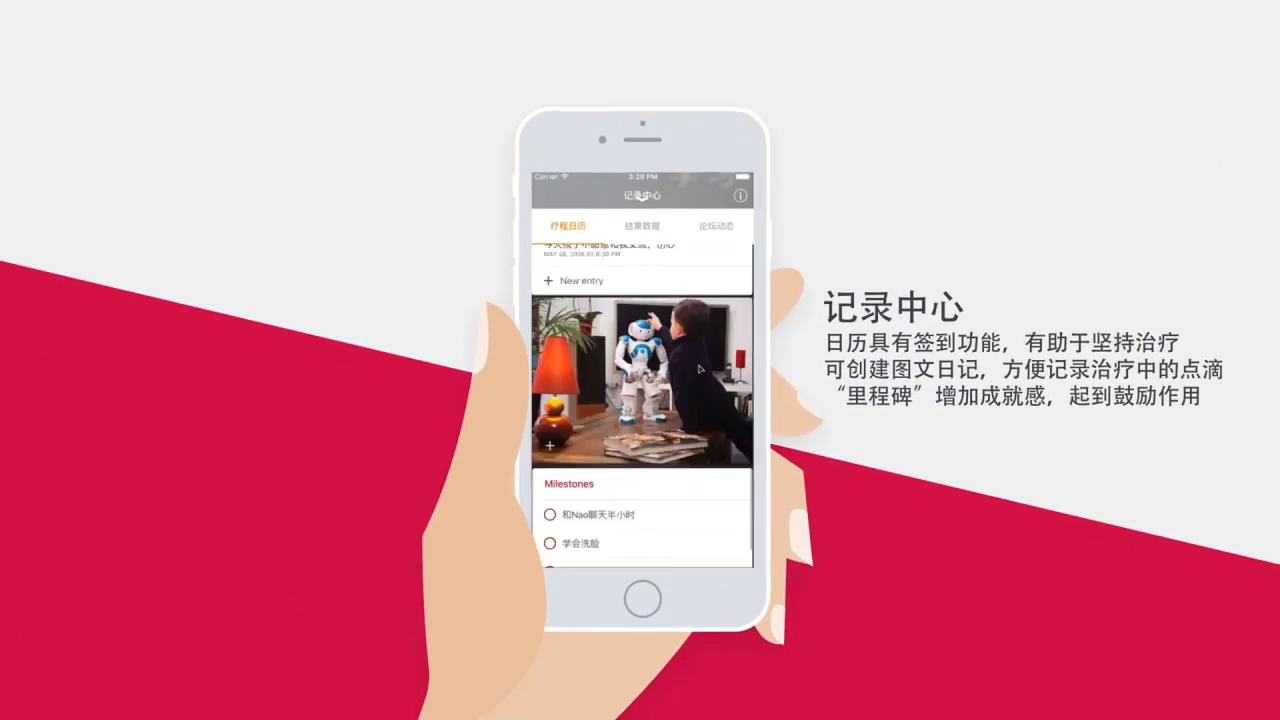 Carrier
3:29 PM
记录中心
疗程日历
结果数据
论坛动态
New entry
Milestones
和Nao聊天半小时
学会洗脸
记录中心
日历具有签到功能，有助于坚持治疗
可创建图文日记，方便记录治疗中的点滴
“里程碑”增加成就感，起到鼓励作用